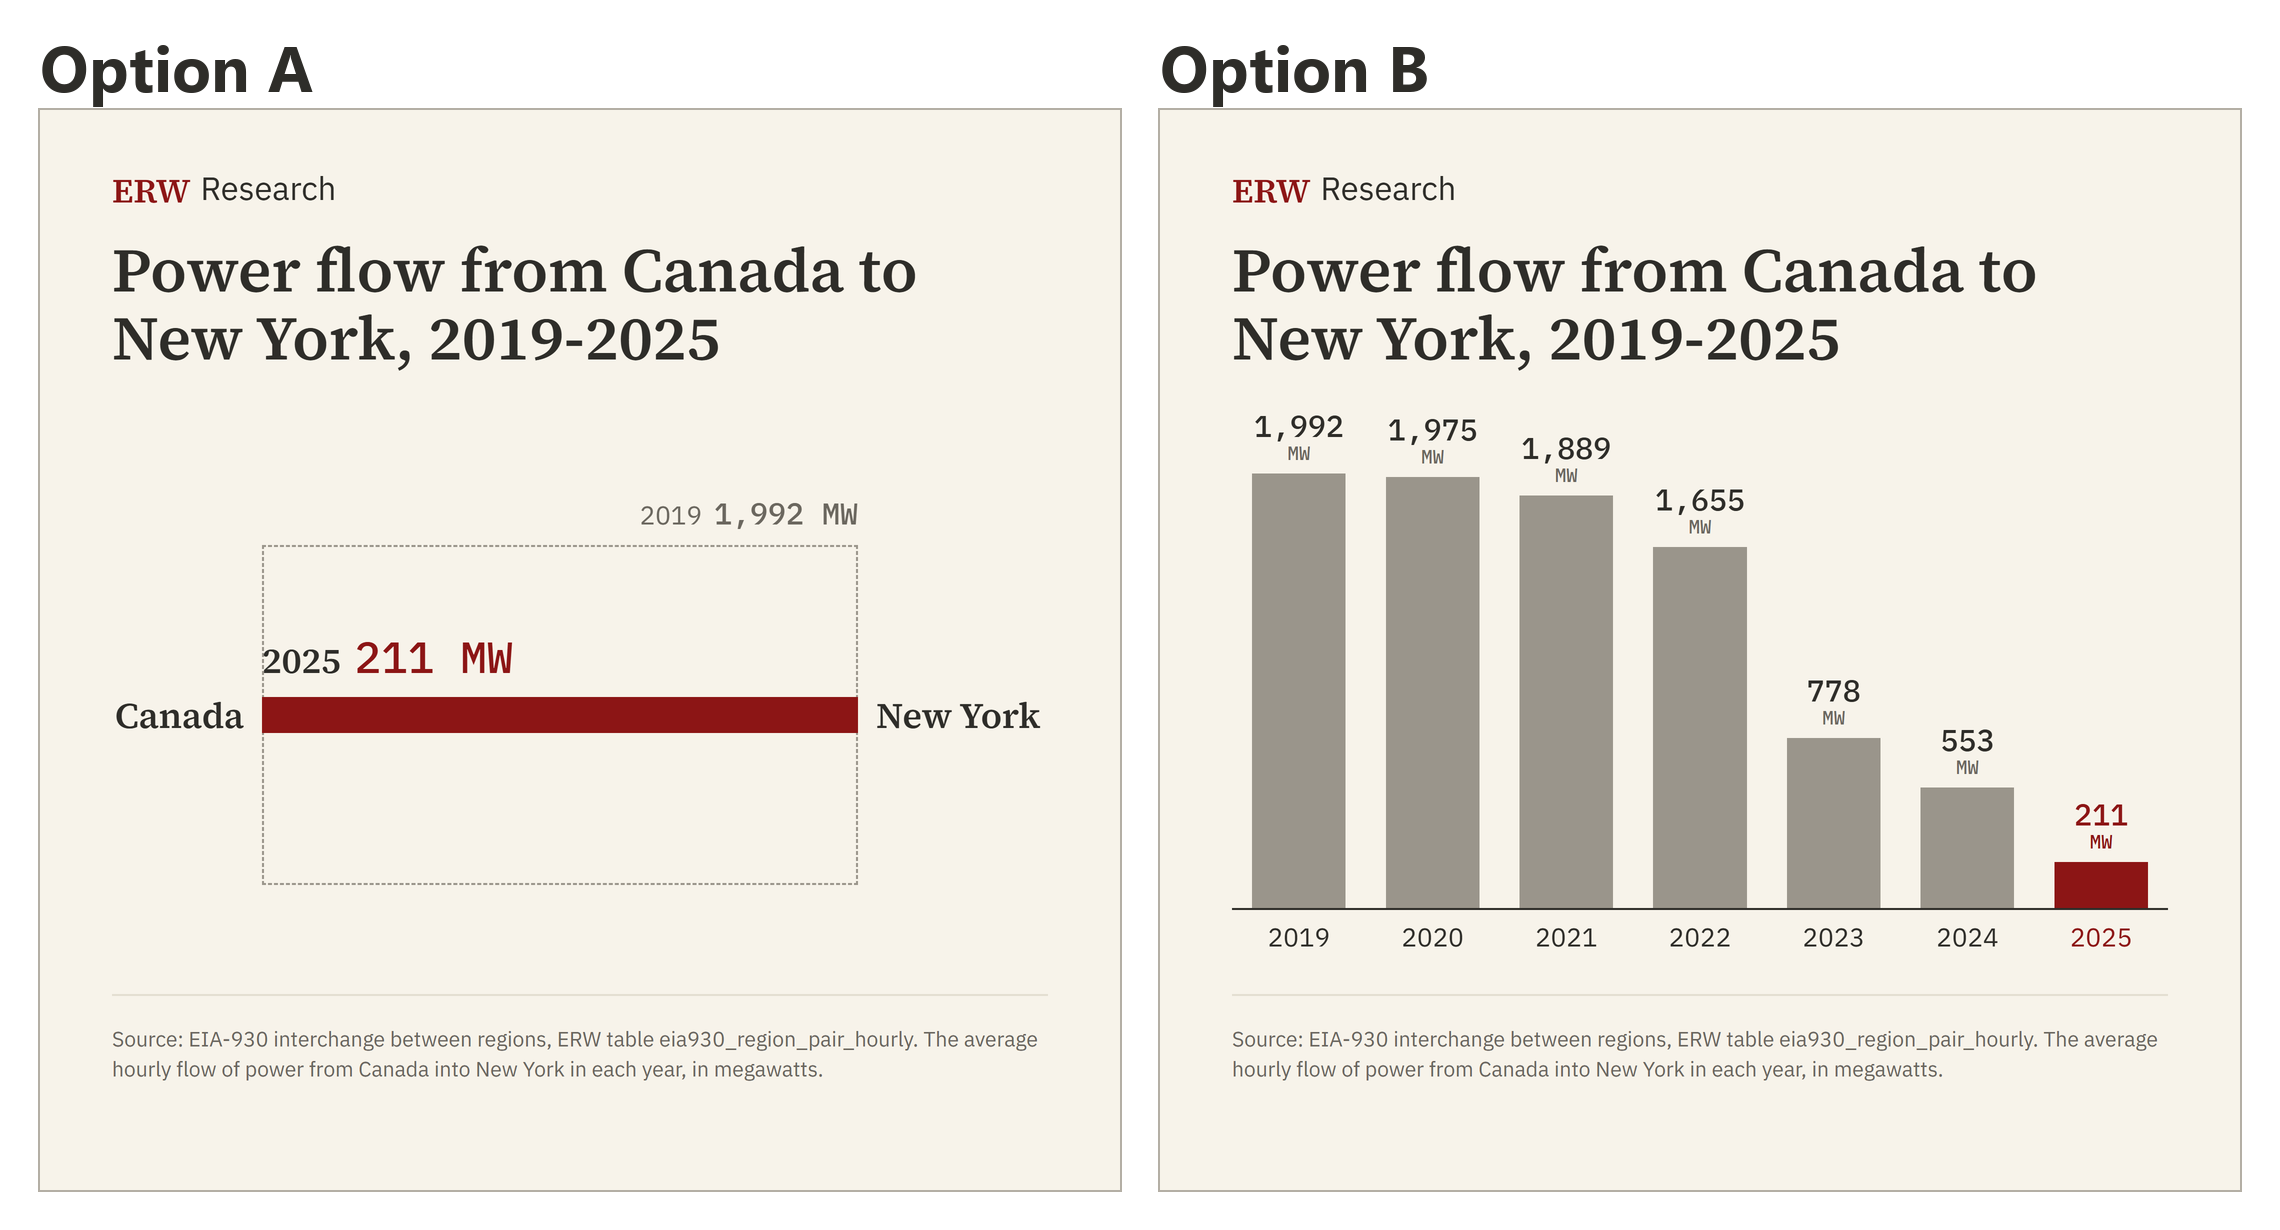 Option A
ERW Research
Power flow from Canada to
New York, 2019-2025
2019 1,992 MW
2025 211 MW
Canada
New York
Source: EIA-930 interchange between regions, ERW table eia930_region_pair_hourly. The average
hourly flow of power from Canada into New York in each year, in megawatts.
Option B
ERW Research
Power flow from Canada to
New York, 2019-2025
1,992
MW
1,975
MW
1,889
MW
1,655
MW
778
MW
553
MW
211
MW
2019 2020 2021 2022 2023 2024 2025
Source: EIA-930 interchange between regions, ERW table eia930_region_pair_hourly. The average
hourly flow of power from Canada into New York in each year, in megawatts.